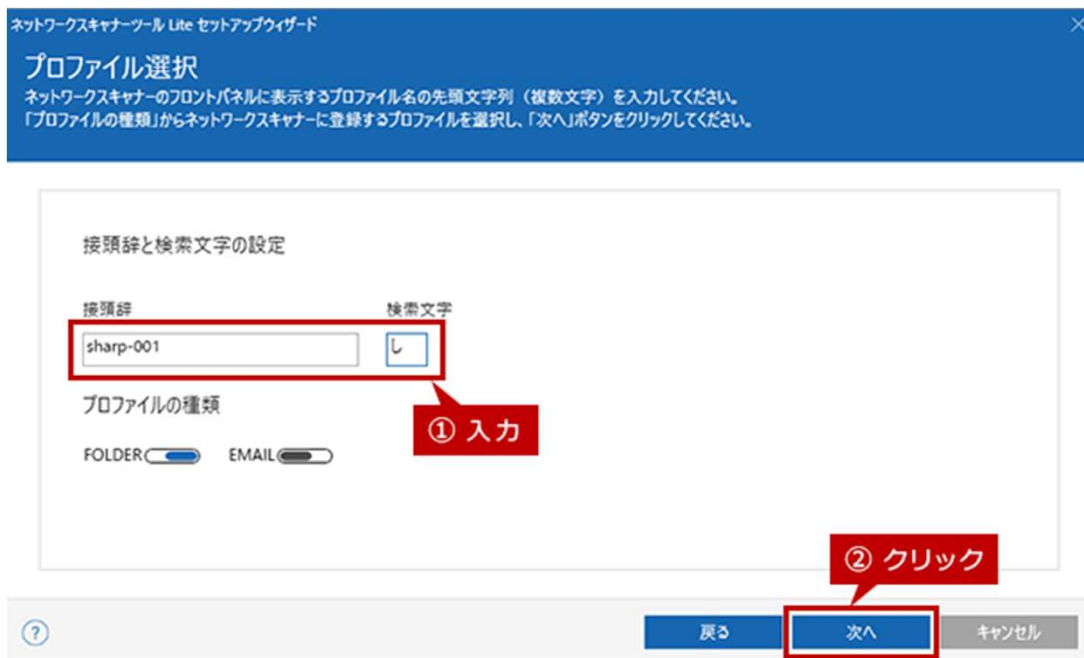 ネットワークスキャナーツール Lite セットアップウィザード
プロファイル選択
ネットワークスキャナーのフロントパネルに表示するプロファイル名の先頭文字列（複数文字）を入力してください。
「プロファイルの種類」からネットワークスキャナーに登録するプロファイルを選択し、「次へ」ボタンをクリックしてください。
接頭辞と検索文字の設定
接頭辞 検索文字
sharp-001 し
① 入力
プロファイルの種類
FOLDER EMAIL
② クリック
? 戻る 次へ キャンセル